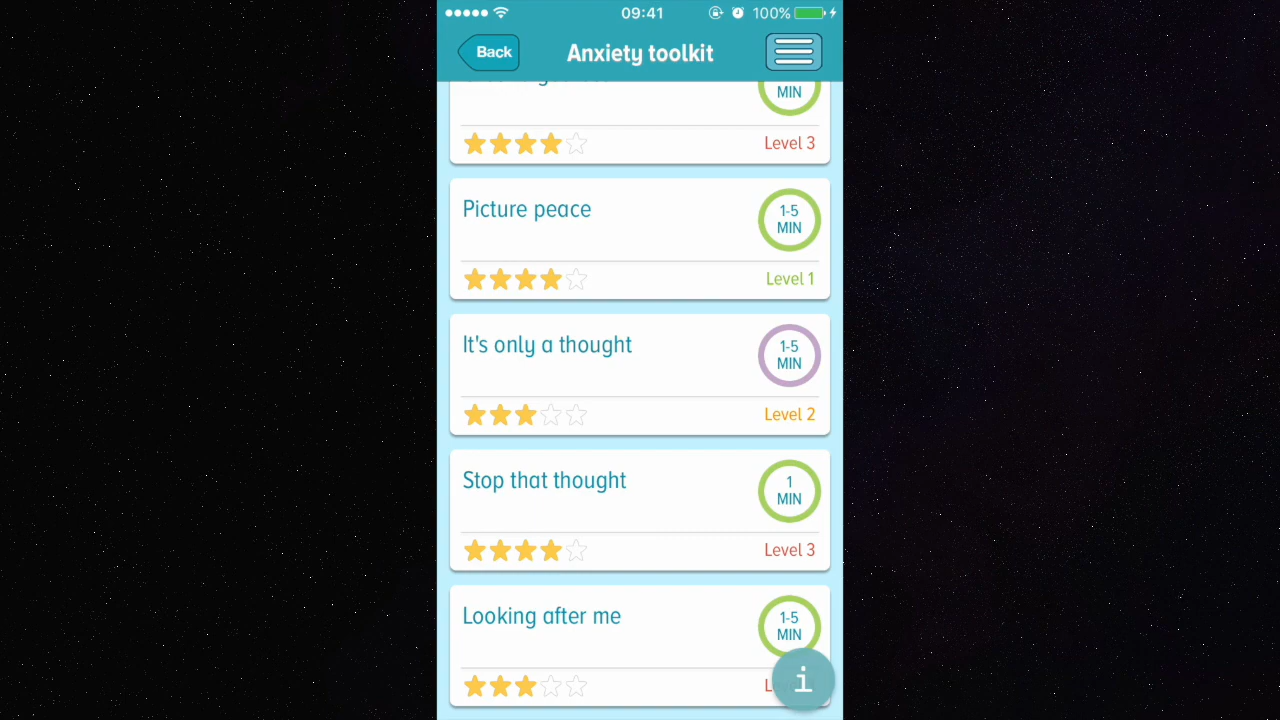 09:41
100%
Back
Anxiety toolkit
MIN
Level 3
Picture peace
1-5
MIN
Level 1
It's only a thought
1-5
MIN
Level 2
Stop that thought
1
MIN
Level 3
Looking after me
1-5
MIN
i